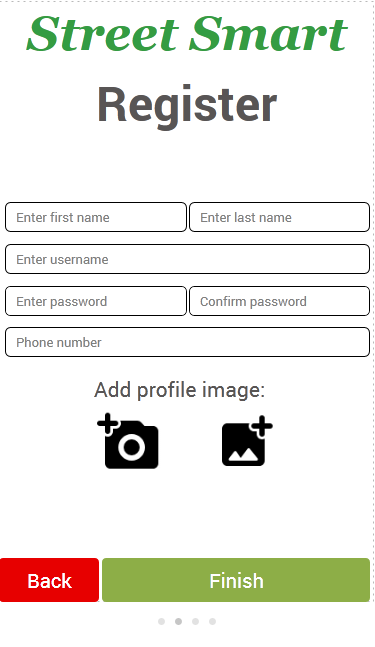 Street Smart
Register
Enter first name Enter last name
Enter username
Enter password Confirm password
Phone number
Add profile image:
Back Finish